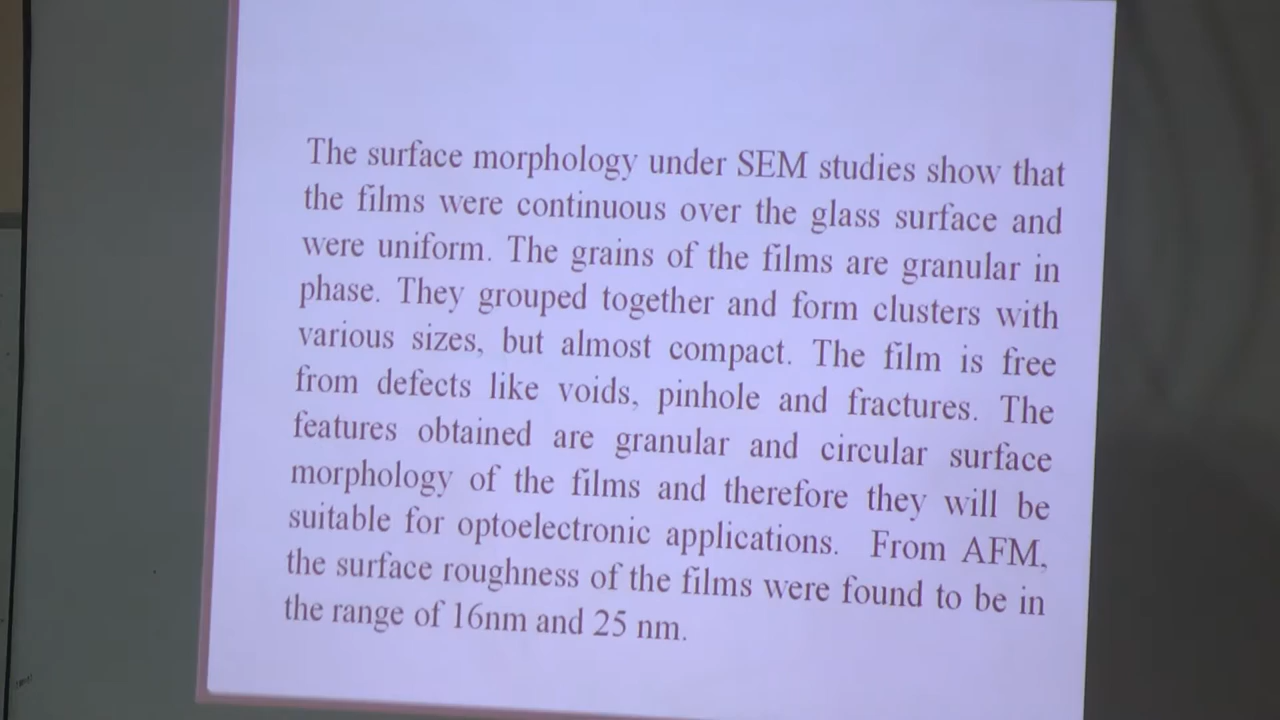 The surface morphology under SEM studies show that
the films were continuous over the glass surface and
were uniform. The grains of the films are granular in
phase. They grouped together and form clusters with
various sizes, but almost compact. The film is free
from defects like voids, pinhole and fractures. The
features obtained are granular and circular surface
morphology of the films and therefore they will be
suitable for optoelectronic applications. From AFM,
the surface roughness of the films were found to be in
the range of 16nm and 25 nm.